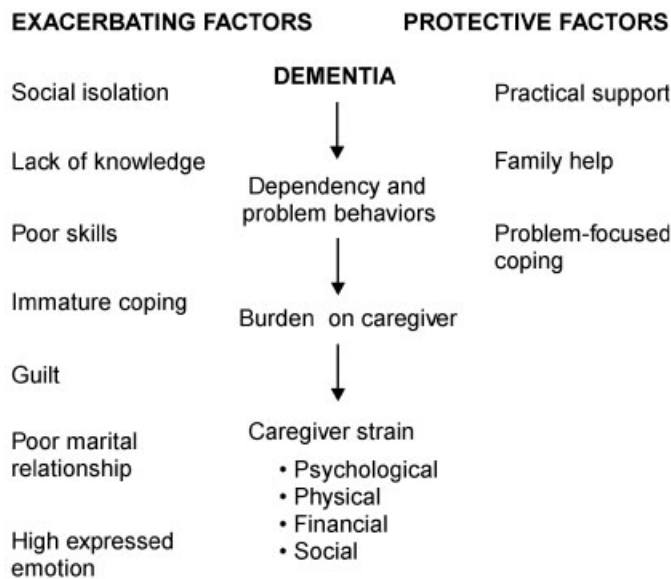 EXACERBATING FACTORS
Social isolation
Lack of knowledge
Poor skills
Immature coping
Guilt
Poor marital
relationship
High expressed
emotion
DEMENTIA
Dependency and
problem behaviors
Burden on caregiver
Caregiver strain
• Psychological
• Physical
• Financial
• Social
PROTECTIVE FACTORS
Practical support
Family help
Problem-focused
coping